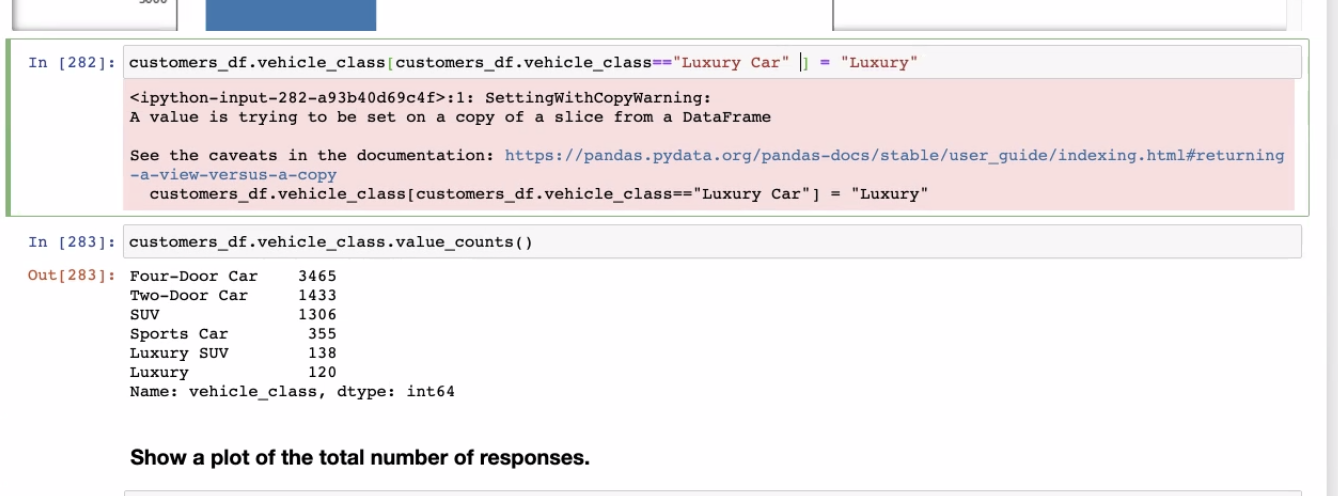 In [282]: customers_df.vehicle_class[customers_df.vehicle_class=="Luxury Car" ] = "Luxury"
<ipython-input-282-a93b40d69c4f>:1: SettingWithCopyWarning:
A value is trying to be set on a copy of a slice from a DataFrame
See the caveats in the documentation: https://pandas.pydata.org/pandas-docs/stable/user_guide/indexing.html#returning
-a-view-versus-a-copy
customers_df.vehicle_class[customers_df.vehicle_class=="Luxury Car"] = "Luxury"
In [283]: customers_df.vehicle_class.value_counts()
Out[283]: Four-Door Car 3465
Two-Door Car 1433
SUV 1306
Sports Car 355
Luxury SUV 138
Luxury 120
Name: vehicle_class, dtype: int64
Show a plot of the total number of responses.